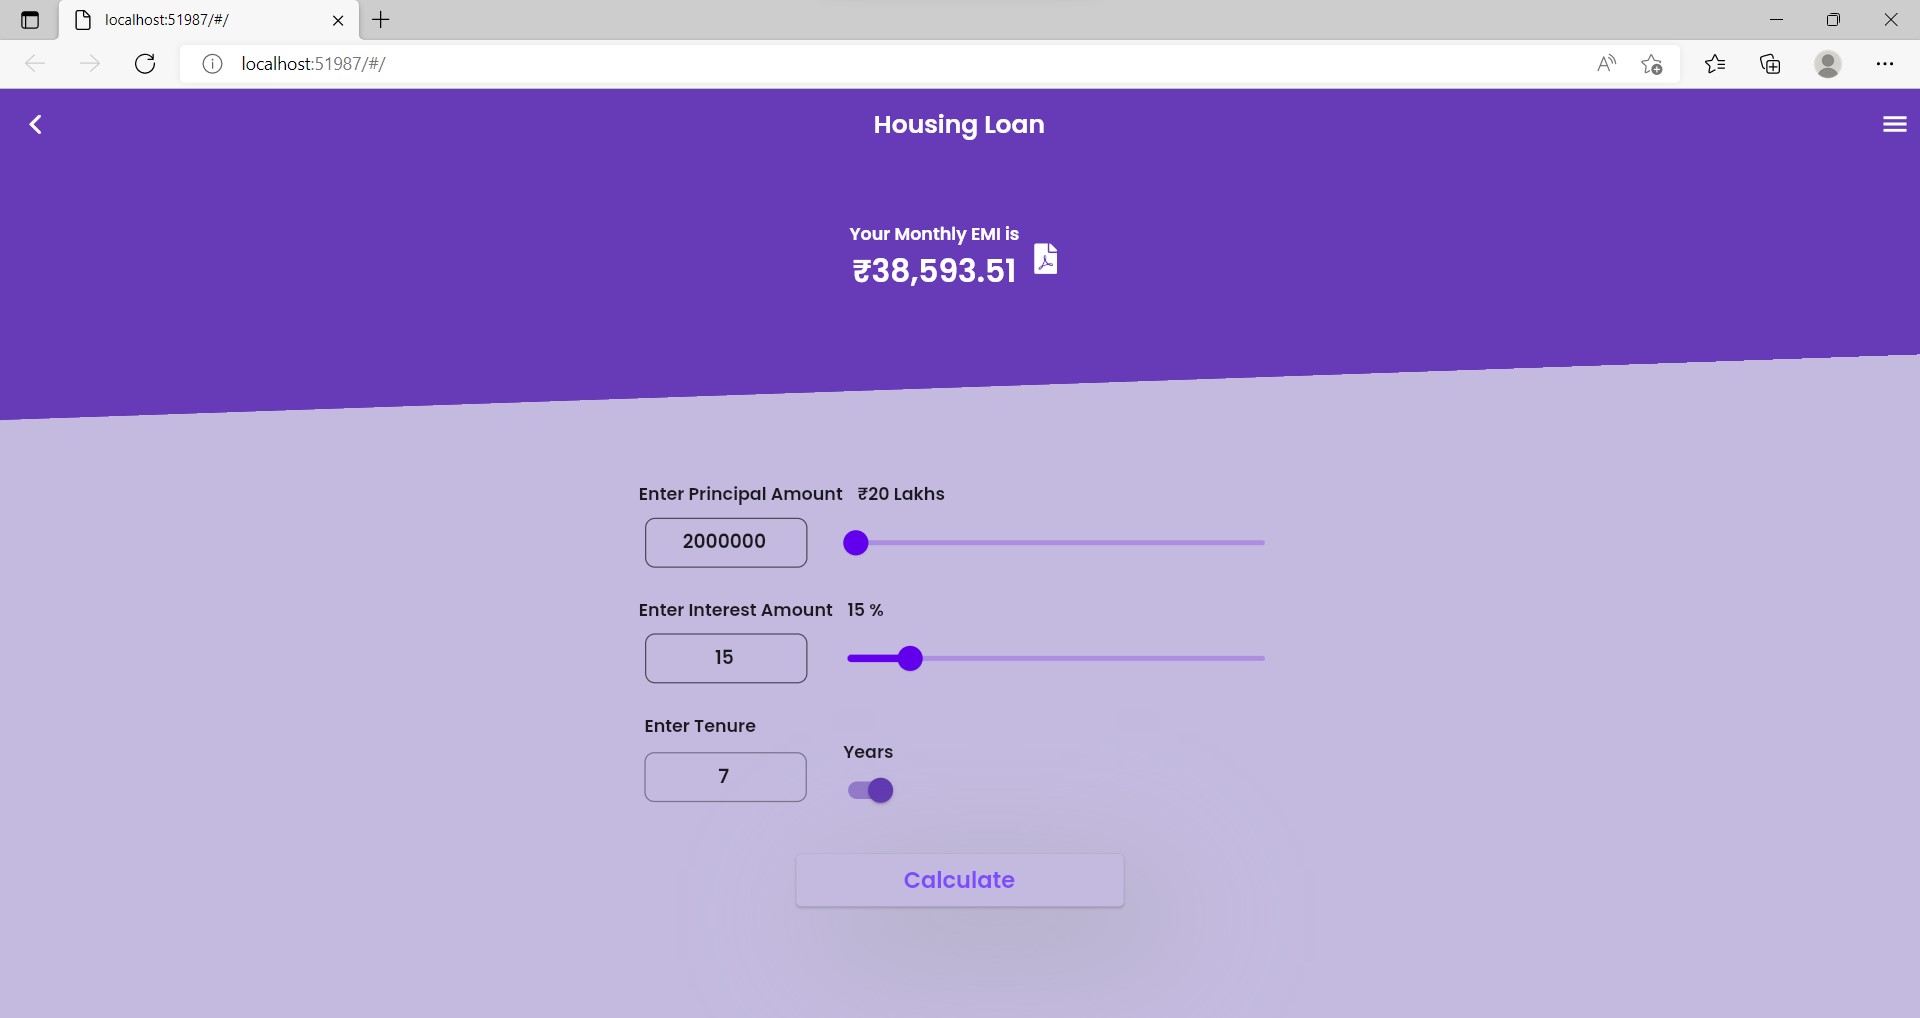 localhost:51987/#/
localhost:51987/#/
Housing Loan
Your Monthly EMI is
₹38,593.51
Enter Principal Amount ₹20 Lakhs
2000000
Enter Interest Amount 15 %
15
Enter Tenure
Years
7
Calculate